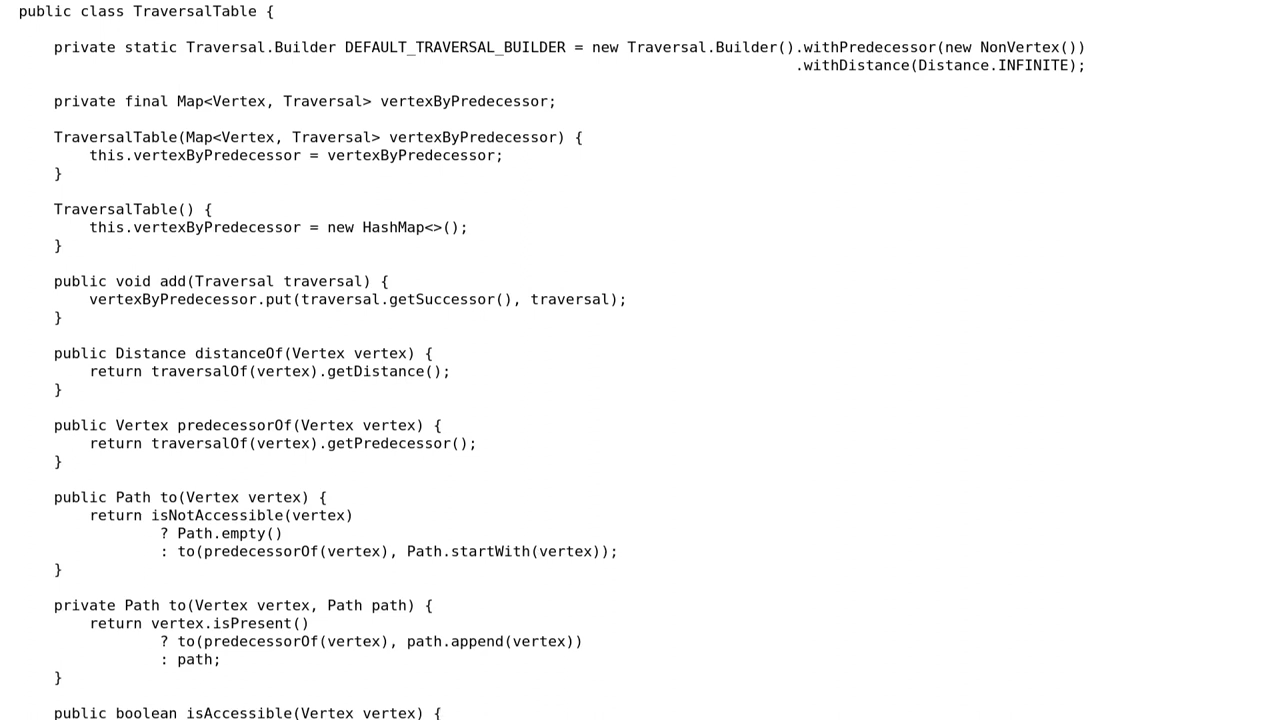 public class TraversalTable {
private static Traversal.Builder DEFAULT_TRAVERSAL_BUILDER = new Traversal.Builder().withPredecessor(new NonVertex())
.withDistance(Distance.INFINITE);
private final Map<Vertex, Traversal> vertexByPredecessor;
TraversalTable(Map<Vertex, Traversal> vertexByPredecessor) {
this.vertexByPredecessor = vertexByPredecessor;
}
TraversalTable() {
this.vertexByPredecessor = new HashMap<>();
}
public void add(Traversal traversal) {
vertexByPredecessor.put(traversal.getSuccessor(), traversal);
}
public Distance distanceOf(Vertex vertex) {
return traversalOf(vertex).getDistance();
}
public Vertex predecessorOf(Vertex vertex) {
return traversalOf(vertex).getPredecessor();
}
public Path to(Vertex vertex) {
return isNotAccessible(vertex)
? Path.empty()
: to(predecessorOf(vertex), Path.startWith(vertex));
}
private Path to(Vertex vertex, Path path) {
return vertex.isPresent()
? to(predecessorOf(vertex), path.append(vertex))
: path;
}
public boolean isAccessible(Vertex vertex) {